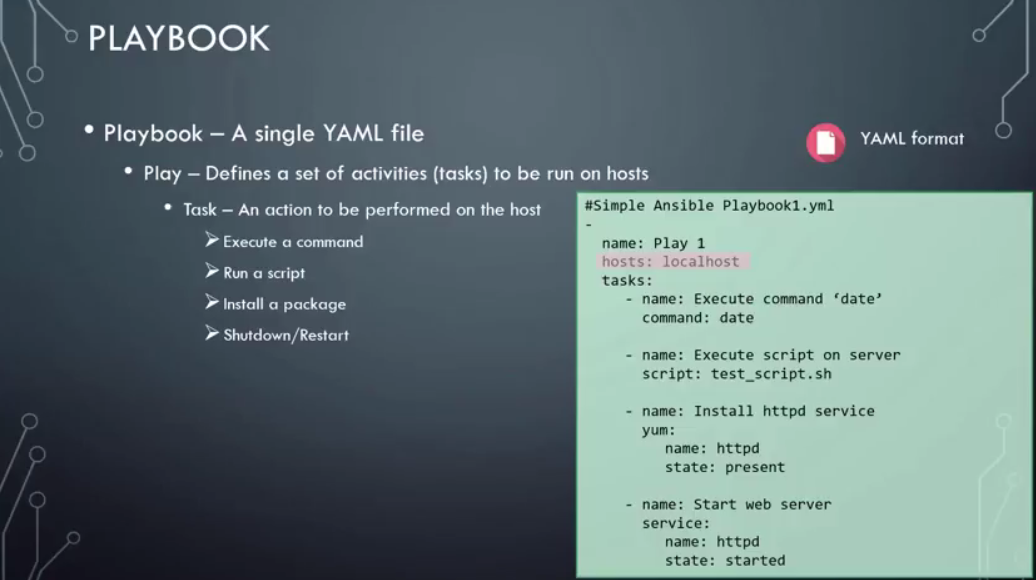 PLAYBOOK
• Playbook – A single YAML file
• Play – Defines a set of activities (tasks) to be run on hosts
• Task – An action to be performed on the host
➢ Execute a command
➢ Run a script
➢ Install a package
➢ Shutdown/Restart
YAML format
#Simple Ansible Playbook1.yml
-
  name: Play 1
  hosts: localhost
  tasks:
     - name: Execute command ‘date’
       command: date
     - name: Execute script on server
       script: test_script.sh
     - name: Install httpd service
       yum:
          name: httpd
          state: present
     - name: Start web server
       service:
          name: httpd
          state: started